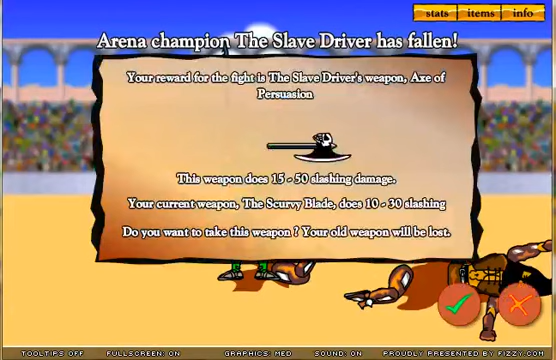 stats items info
Arena champion The Slave Driver has fallen!
Your reward for the fight is The Slave Driver's weapon, Axe of
Persuasion
This weapon does 15 - 50 slashing damage.
Your current weapon, The Scurvy Blade, does 10 - 30 slashing
Do you want to take this weapon ? Your old weapon will be lost.
TOOLTIPS OFF FULLSCREEN: ON GRAPHICS: MED SOUND: ON PROUDLY PRESENTED BY FIZZY.COM